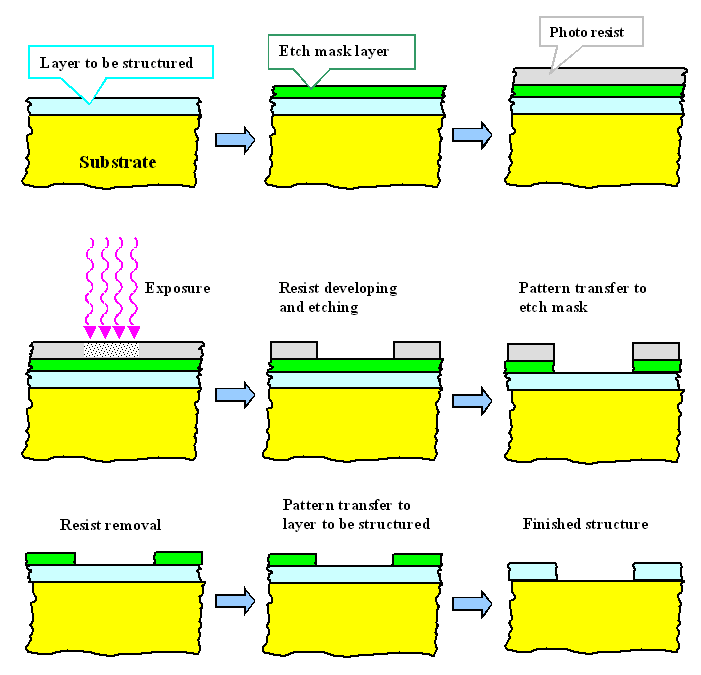 Layer to be structured
Etch mask layer
Photo resist
Substrate
Exposure
Resist developing
and etching
Pattern transfer to
etch mask
Resist removal
Pattern transfer to
layer to be structured
Finished structure